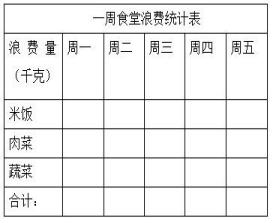 一周食堂浪费统计表
浪费量（千克） 周一 周二 周三 周四 周五
米饭
肉菜
蔬菜
合计：